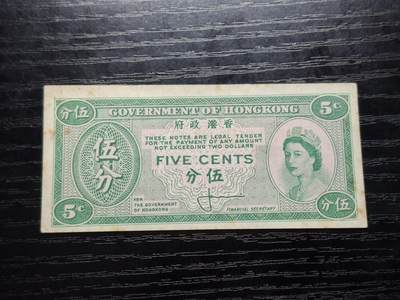 分伍 GOVERNMENT OF HONGKONG 5¢
府政港香
THESE NOTES ARE LEGAL TENDER
FOR THE PAYMENT OF ANY AMOUNT
NOT EXCEEDING TWO DOLLARS
伍
分
FIVE CENTS
分伍
FOR
THE GOVERNMENT
OF HONGKONG
FINANCIAL SECRETARY
5¢ 分伍